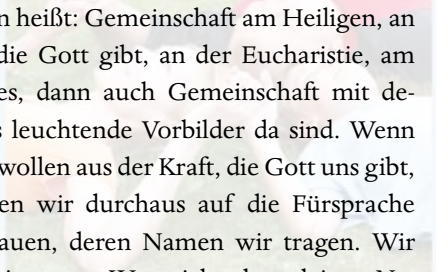 n heißt: Gemeinschaft am Heiligen, an
die Gott gibt, an der Eucharistie, am
es, dann auch Gemeinschaft mit de-
s leuchtende Vorbilder da sind. Wenn
wollen aus der Kraft, die Gott uns gibt,
en wir durchaus auf die Fürsprache
auen, deren Namen wir tragen. Wir